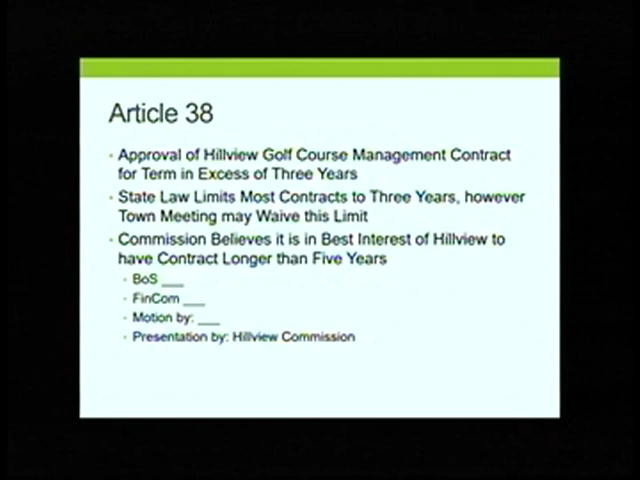 Article 38
Approval of Hillview Golf Course Management Contract
for Term in Excess of Three Years
State Law Limits Most Contracts to Three Years, however
Town Meeting may Waive this Limit
Commission Believes it is in Best Interest of Hillview to
have Contract Longer than Five Years
BoS ___
FinCom ___
Motion by: ___
Presentation by: Hillview Commission